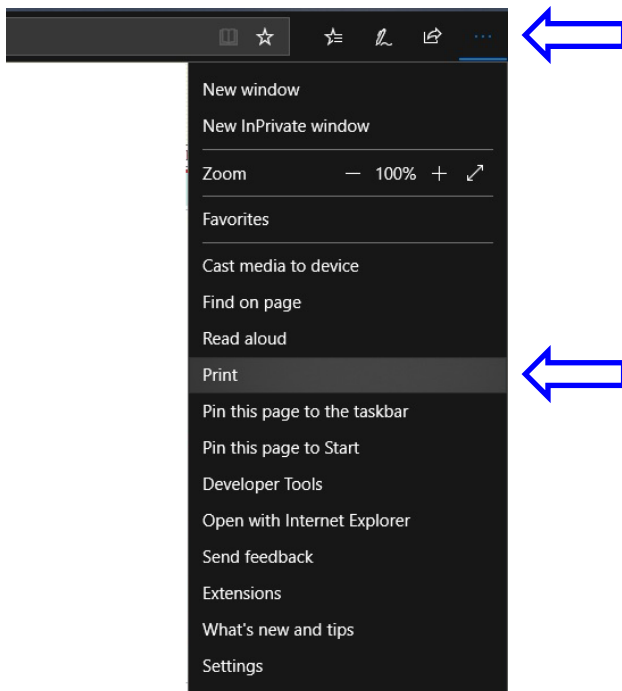 New window
New InPrivate window
Zoom — 100% +
Favorites
Cast media to device
Find on page
Read aloud
Print
Pin this page to the taskbar
Pin this page to Start
Developer Tools
Open with Internet Explorer
Send feedback
Extensions
What's new and tips
Settings